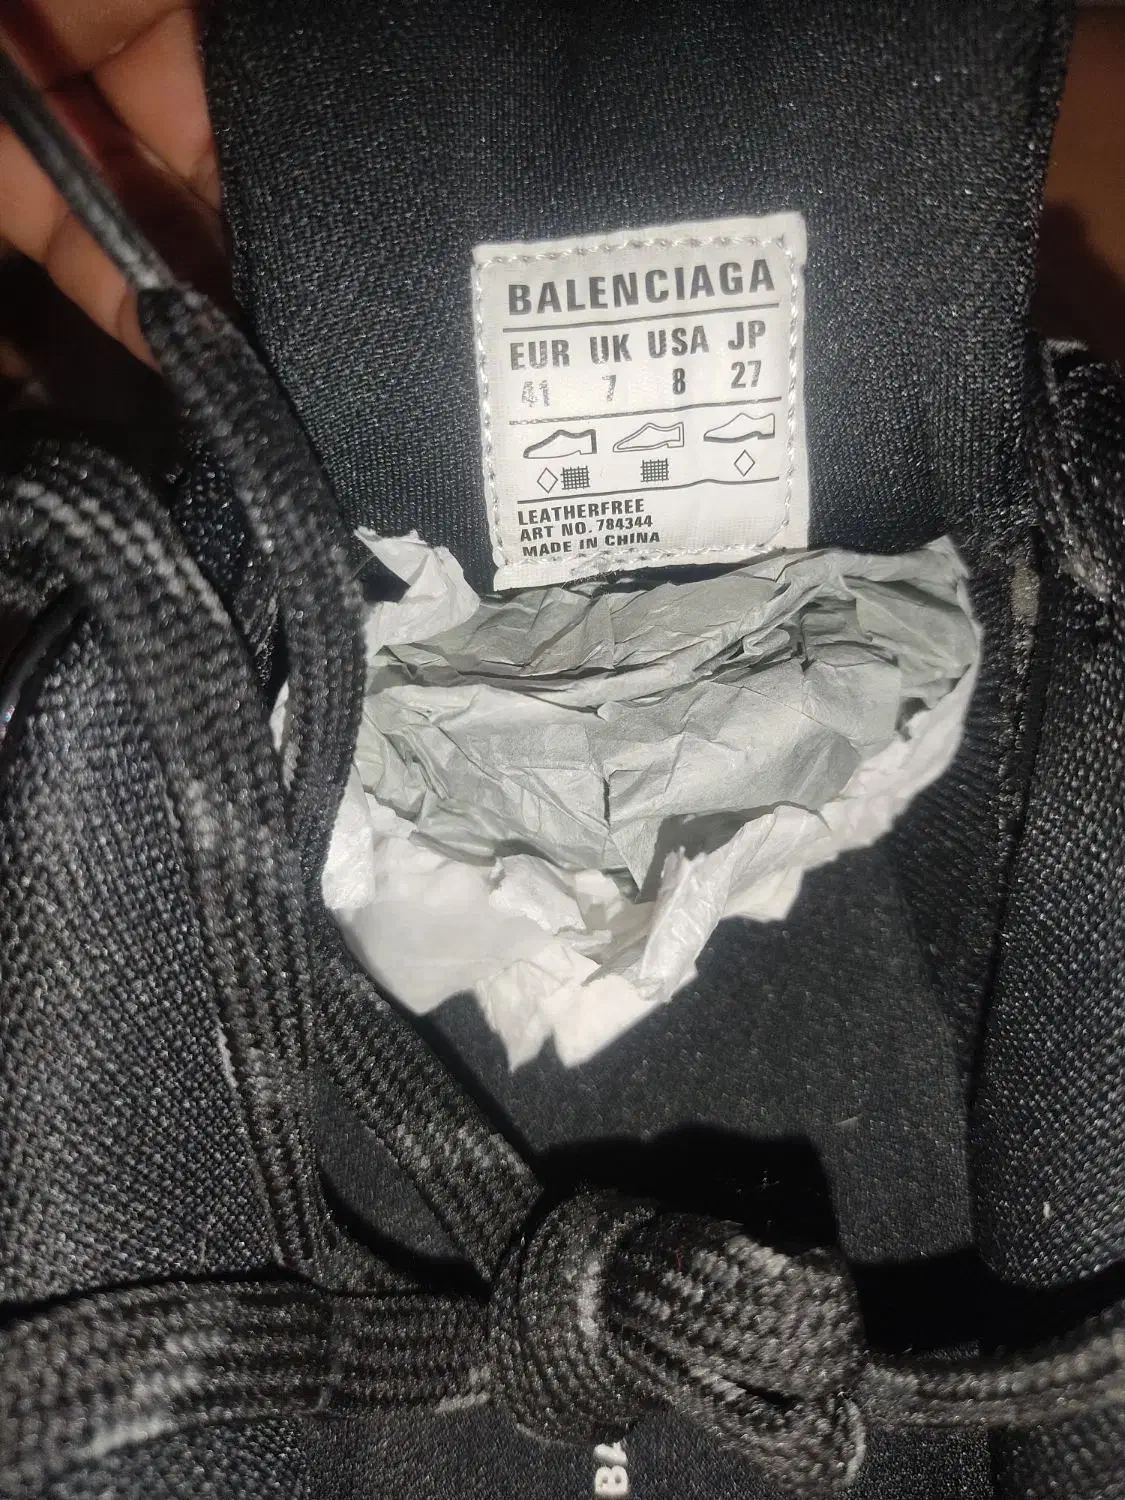 BALENCIAGA
EUR UK USA JP
41 7 8 27
LEATHERFREE
ART NO. 784344
MADE IN CHINA